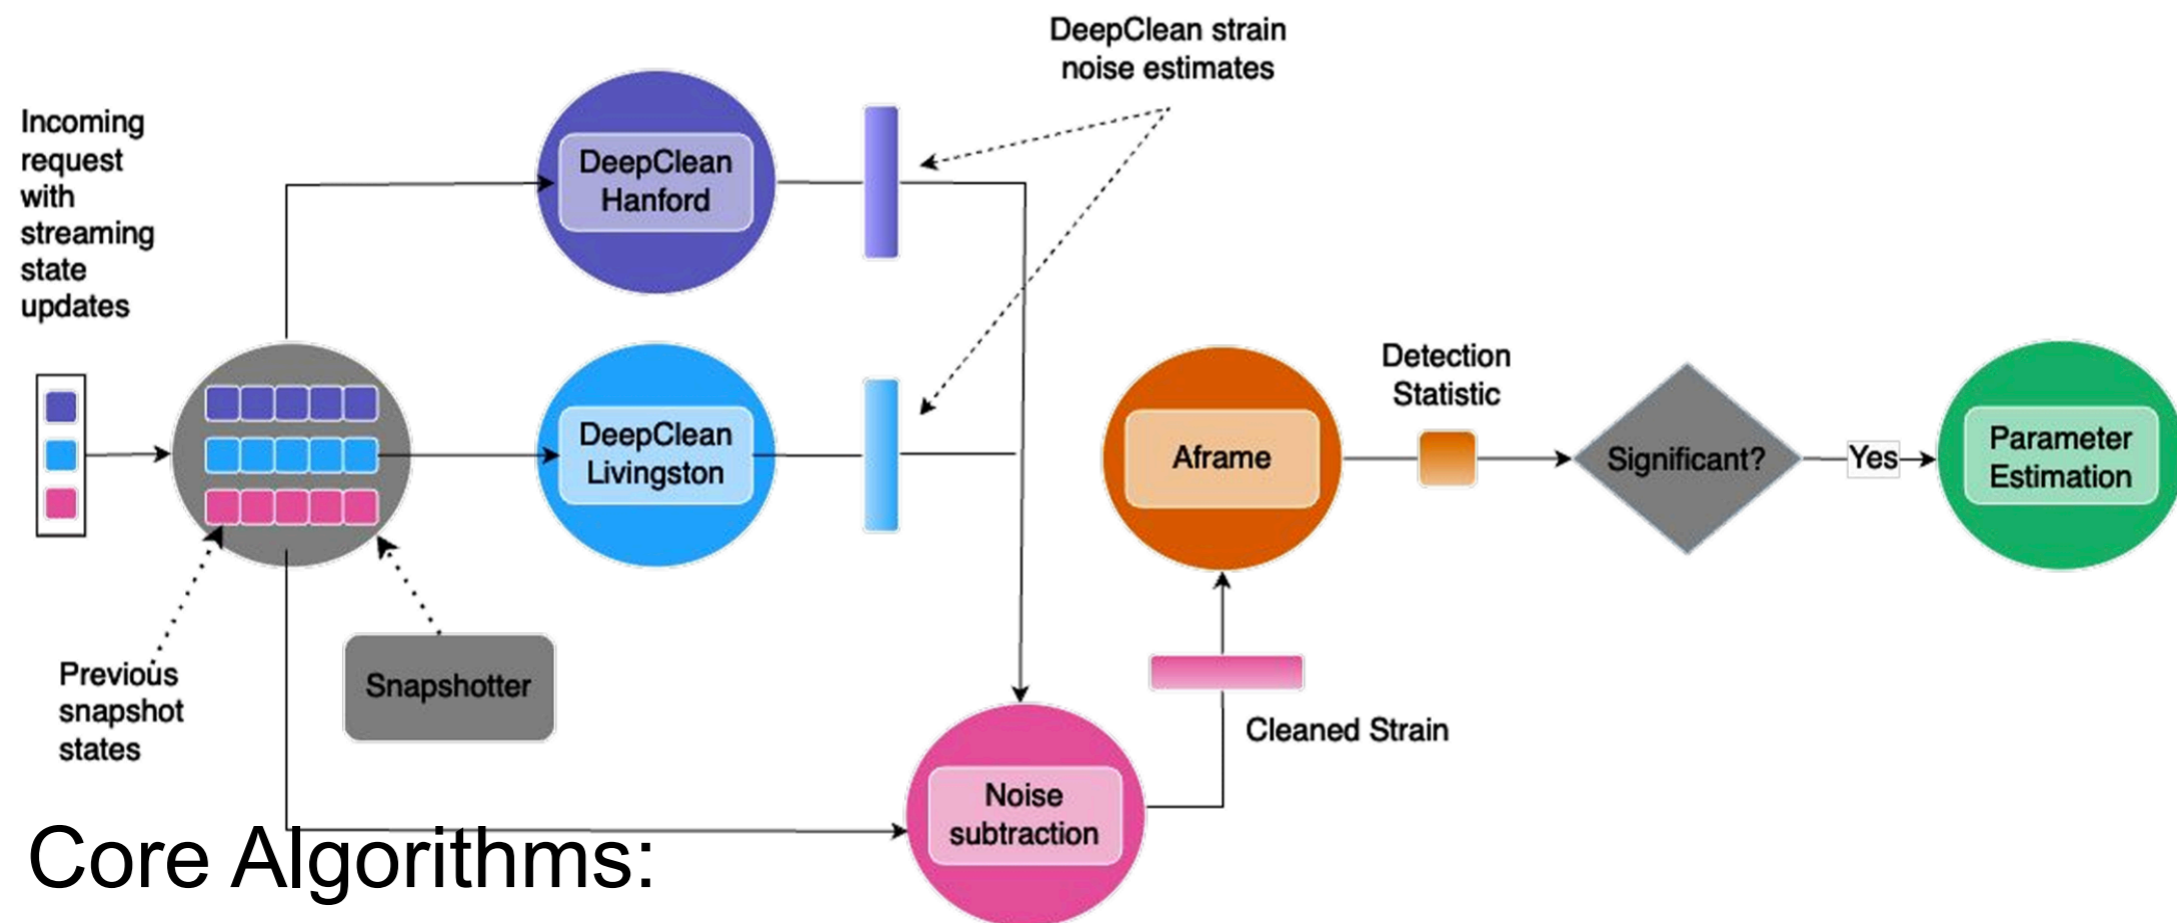 DeepClean strain
noise estimates
Incoming
request
with
streaming
state
updates
DeepClean
Hanford
DeepClean
Livingston
Aframe
Detection
Statistic
Significant?
Yes
Parameter
Estimation
Previous
snapshot
states
Snapshotter
Cleaned Strain
Noise
subtraction
Core Algorithms: